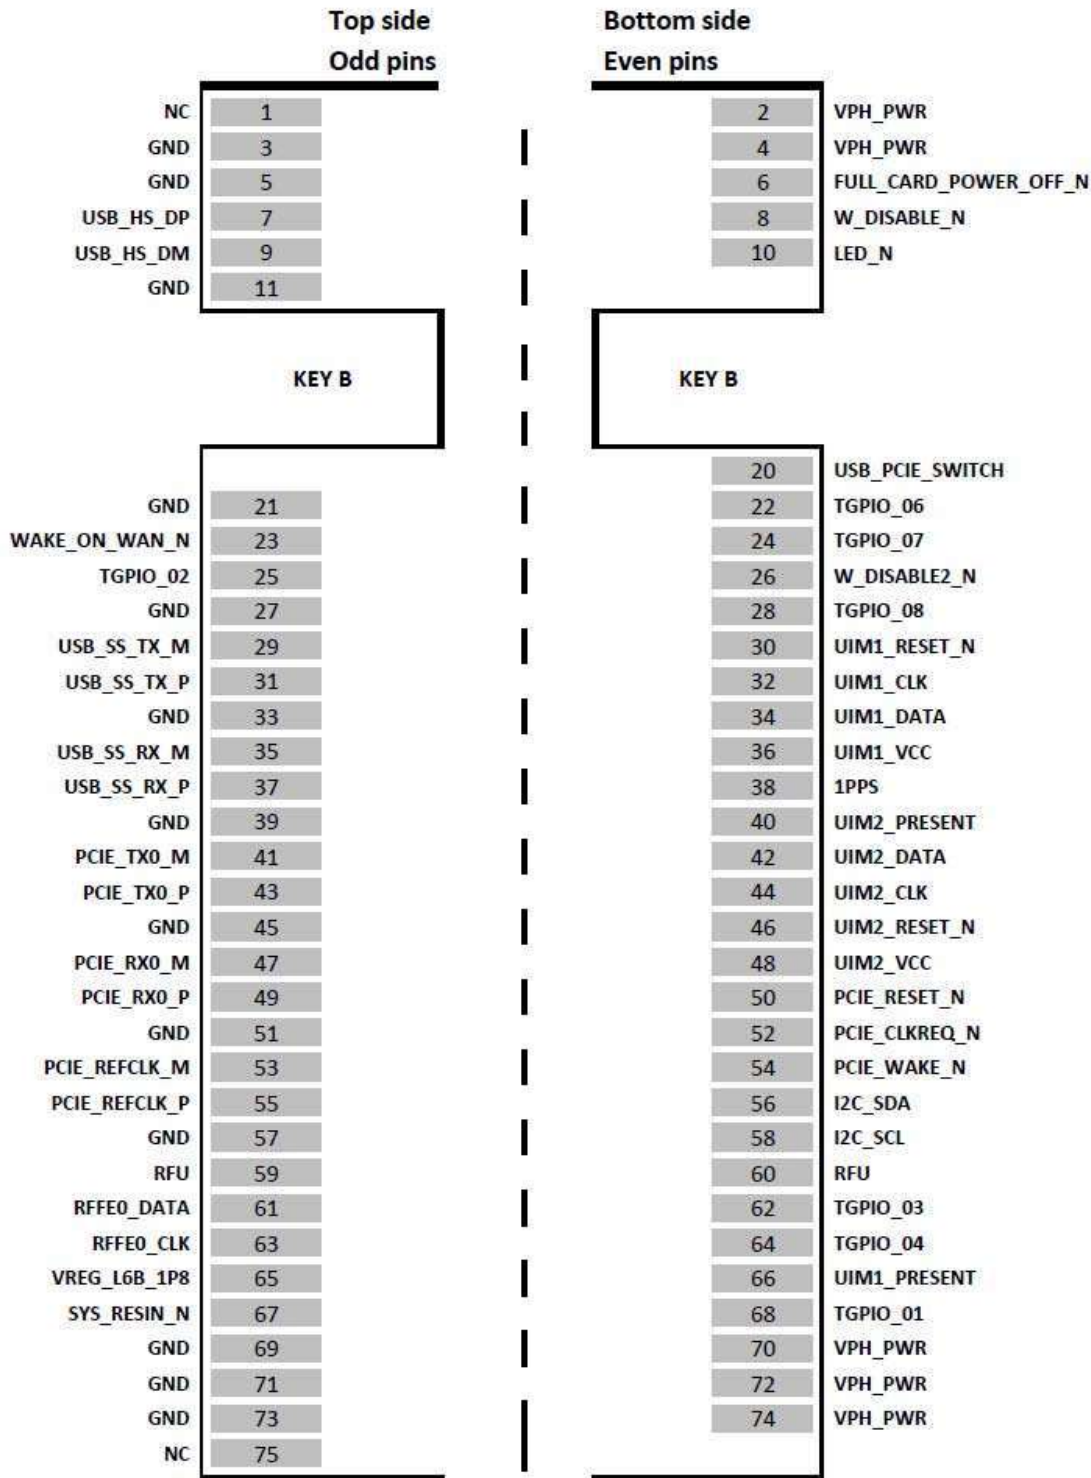 Top side Bottom side
Odd pins Even pins
NC 1 2 VPH_PWR
GND 3 4 VPH_PWR
GND 5 6 FULL_CARD_POWER_OFF_N
USB_HS_DP 7 8 W_DISABLE_N
USB_HS_DM 9 10 LED_N
GND 11
KEY B KEY B
20 USB_PCIE_SWITCH
GND 21 22 TGPIO_06
WAKE_ON_WAN_N 23 24 TGPIO_07
TGPIO_02 25 26 W_DISABLE2_N
GND 27 28 TGPIO_08
USB_SS_TX_M 29 30 UIM1_RESET_N
USB_SS_TX_P 31 32 UIM1_CLK
GND 33 34 UIM1_DATA
USB_SS_RX_M 35 36 UIM1_VCC
USB_SS_RX_P 37 38 1PPS
GND 39 40 UIM2_PRESENT
PCIE_TX0_M 41 42 UIM2_DATA
PCIE_TX0_P 43 44 UIM2_CLK
GND 45 46 UIM2_RESET_N
PCIE_RX0_M 47 48 UIM2_VCC
PCIE_RX0_P 49 50 PCIE_RESET_N
GND 51 52 PCIE_CLKREQ_N
PCIE_REFCLK_M 53 54 PCIE_WAKE_N
PCIE_REFCLK_P 55 56 I2C_SDA
GND 57 58 I2C_SCL
RFU 59 60 RFU
RFFE0_DATA 61 62 TGPIO_03
RFFE0_CLK 63 64 TGPIO_04
VREG_L6B_1P8 65 66 UIM1_PRESENT
SYS_RESIN_N 67 68 TGPIO_01
GND 69 70 VPH_PWR
GND 71 72 VPH_PWR
GND 73 74 VPH_PWR
NC 75